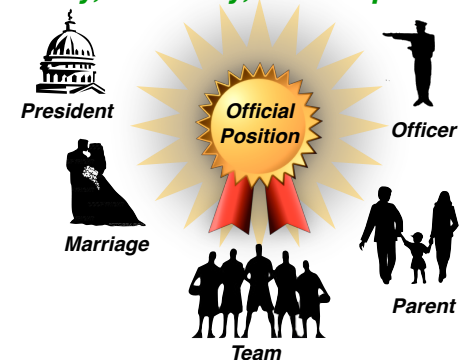 President
Official
Position
Officer
Marriage
Parent
Team